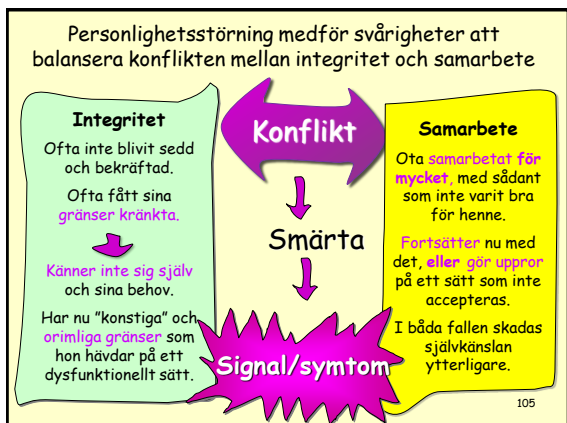 Personlighetsstörning medför svårigheter att
balansera konflikten mellan integritet och samarbete
Integritet
Ofta inte blivit sedd
och bekräftad.
Ofta fått sina
gränser kränkta.
Känner inte sig själv
och sina behov.
Har nu "konstiga" och
orimliga gränser som
hon hävdar på ett
dysfunktionellt sätt.
Konflikt
Smärta
Signal/symtom
Samarbete
Ota samarbetat för
mycket, med sådant
som inte varit bra
för henne.
Fortsätter nu med
det, eller gör uppror
på ett sätt som inte
accepteras.
I båda fallen skadas
självkänslan
ytterligare.
105